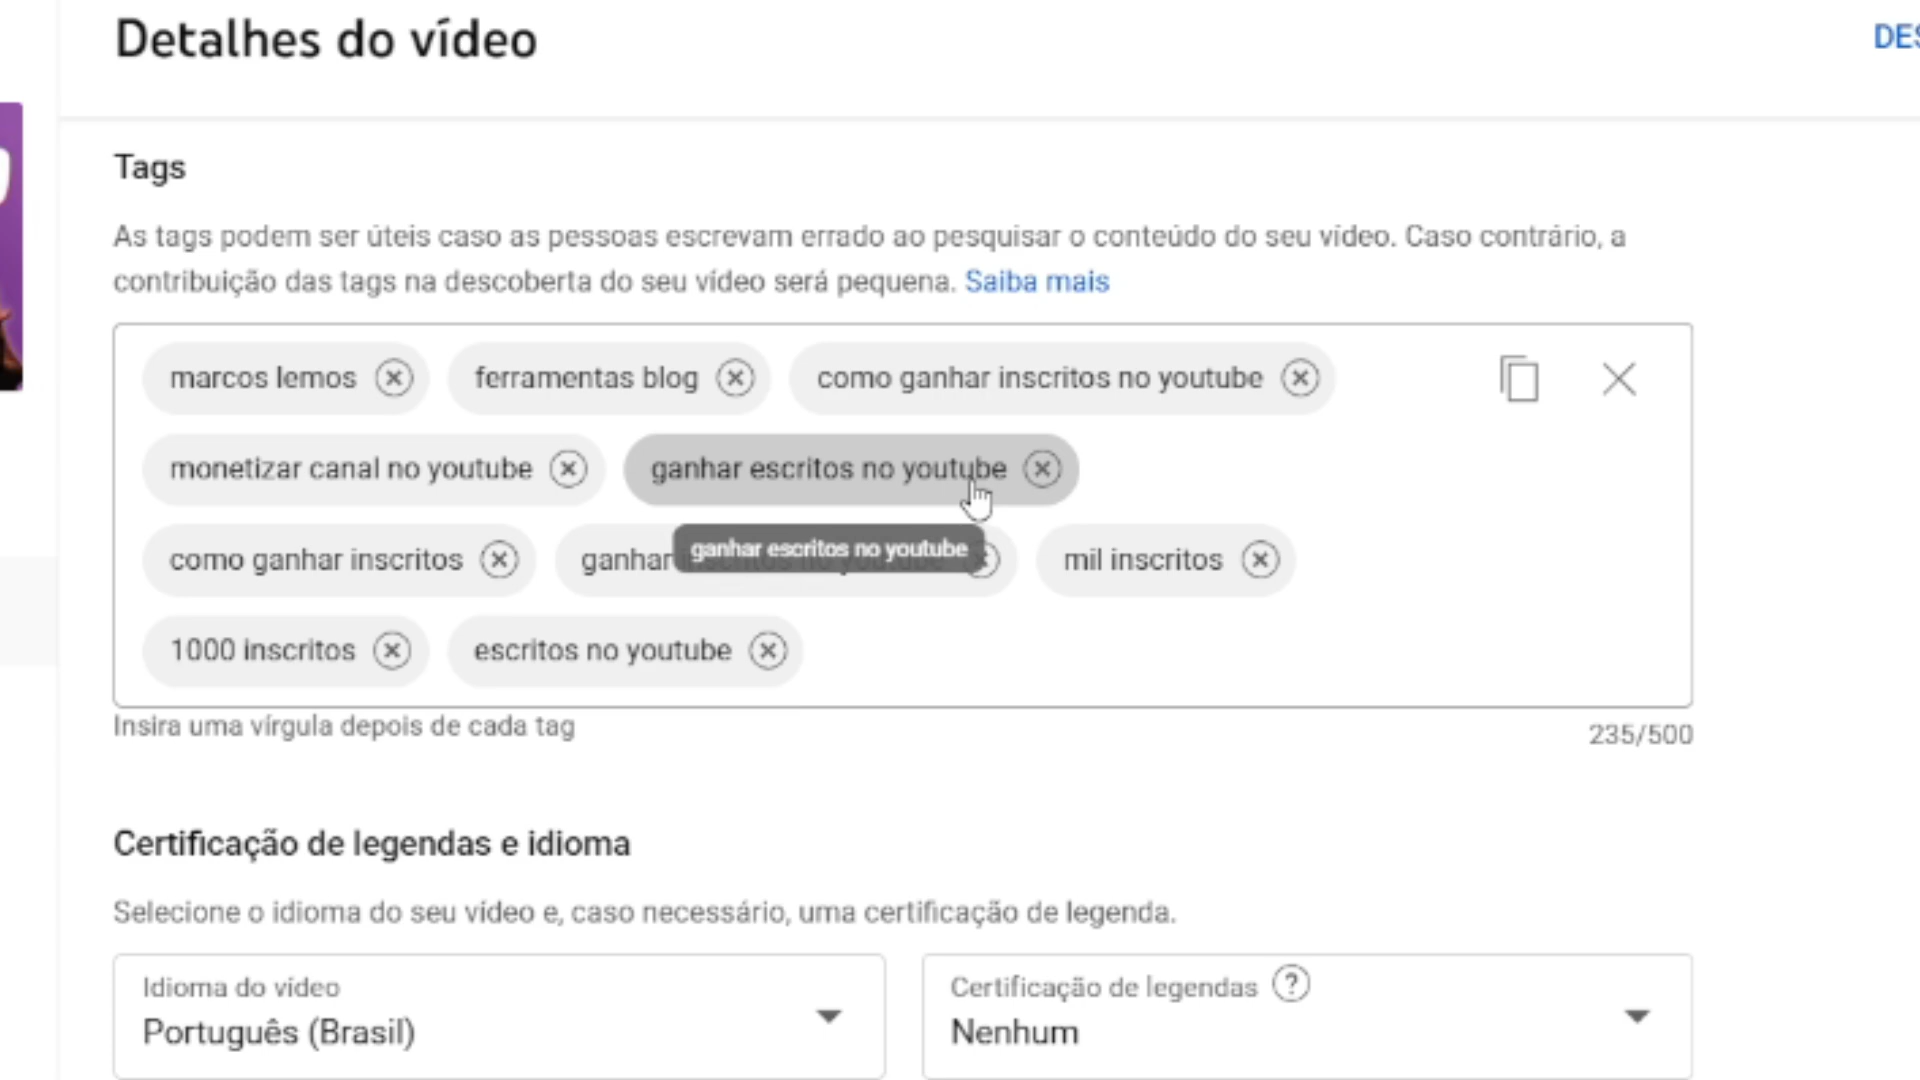 Detalhes do vídeo
DES
Tags
As tags podem ser úteis caso as pessoas escrevam errado ao pesquisar o conteúdo do seu vídeo. Caso contrário, a
contribuição das tags na descoberta do seu vídeo será pequena. Saiba mais
marcos lemos ferramentas blog como ganhar inscritos no youtube
monetizar canal no youtube ganhar escritos no youtube
ganhar escritos no youtube
como ganhar inscritos ganhar mil inscritos
1000 inscritos escritos no youtube
Insira uma vírgula depois de cada tag
235/500
Certificação de legendas e idioma
Selecione o idioma do seu vídeo e, caso necessário, uma certificação de legenda.
Idioma do vídeo
Português (Brasil)
Certificação de legendas
Nenhum